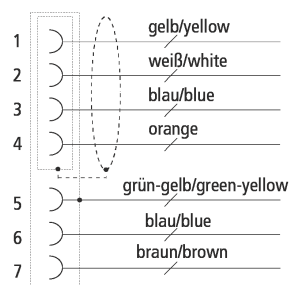 1 gelb/yellow
2 weiß/white
3 blau/blue
4 orange
5 grün-gelb/green-yellow
6 blau/blue
7 braun/brown